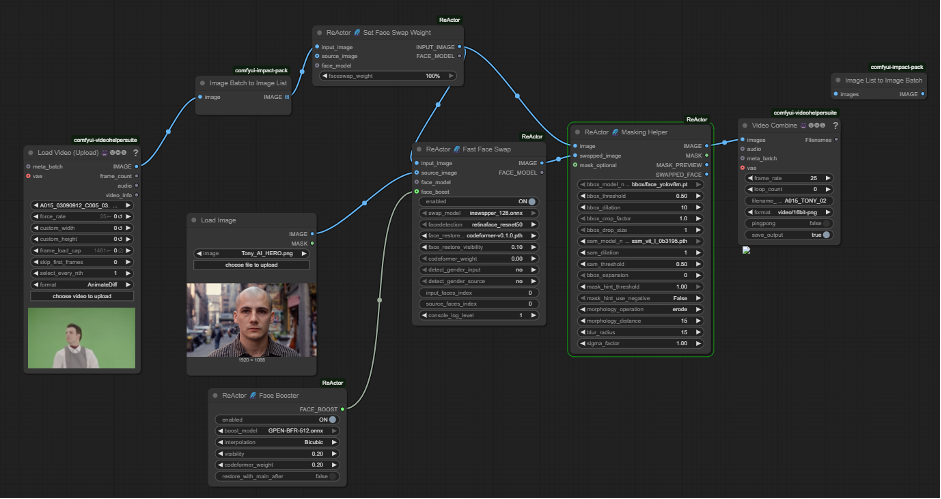 comfyui-videohelpersuite
Load Video (Upload)
meta_batch IMAGE
vae frame_count
audio
video_info
A015_03090912_C005_03. ...
force_rate
custom_width 0
custom_height 0
frame_load_cap
skip_first_frames 0
select_every_nth 1
format AnimateDiff
choose video to upload
comfyui-impact-pack
Image Batch to Image List
image IMAGE
Load Image
IMAGE
MASK
image Tony_AI_HERO.png
choose file to upload
1920 × 1088
ReActor
ReActor Face Booster
FACE_BOOST
enabled ON
boost_model GPEN-BFR-512.onnx
interpolation Bicubic
visibility 0.20
codeformer_weight 0.20
restore_with_main_after false
ReActor
ReActor Set Face Swap Weight
input_image INPUT_IMAGE
source_image FACE_MODEL
face_model
faceswap_weight 100%
ReActor
ReActor Fast Face Swap
input_image IMAGE
source_image FACE_MODEL
face_model
face_boost
enabled ON
swap_model inswapper_128.onnx
facedetection retinaface_resnet50
face_restore... codeformer-v0.1.0.pth
face_restore_visibility 0.10
codeformer_weight 0.00
detect_gender_input no
detect_gender_source no
input_faces_index 0
source_faces_index 0
console_log_level 1
ReActor
ReActor Masking Helper
image IMAGE
swapped_image MASK
mask_optional MASK_PREVIEW
SWAPPED_FACE
bbox_model_n... bbox/face_yolov8m.pt
bbox_threshold 0.50
bbox_dilation 10
bbox_crop_factor 1.0
bbox_drop_size 1
sam_model_n... sam_vit_l_0b3195.pth
sam_dilation 1
sam_threshold 0.50
bbox_expansion 0
mask_hint_threshold 1.00
mask_hint_use_negative False
morphology_operation erode
morphology_distance 15
blur_radius 15
sigma_factor 1.00
comfyui-videohelpersuite
Video Combine
images Filenames
audio
meta_batch
vae
frame_rate 25
loop_count 0
filename... A015_TONY_02
format video/16bit-png
pingpong false
save_output true
comfyui-impact-pack
Image List to Image Batch
images IMAGE